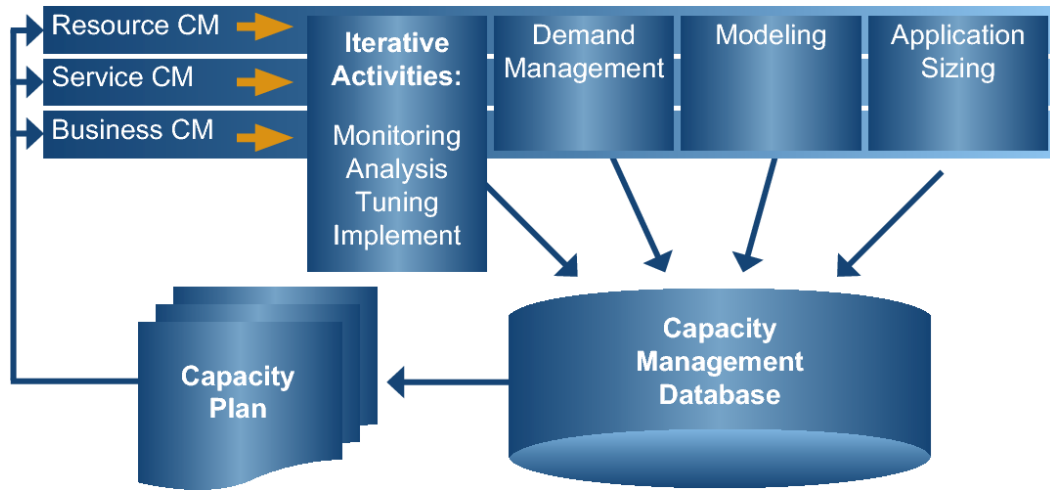 Resource CM
Service CM
Business CM
Iterative
Activities:
Monitoring
Analysis
Tuning
Implement
Demand
Management
Modeling
Application
Sizing
Capacity
Management
Database
Capacity
Plan